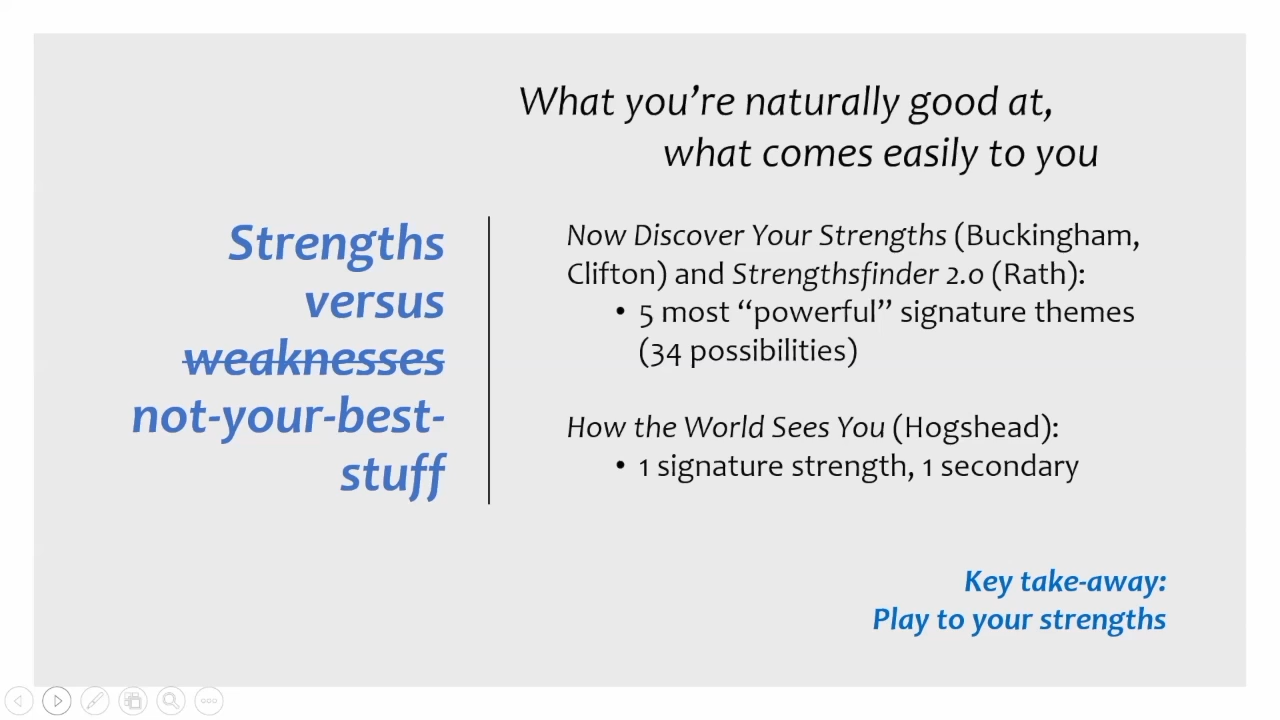 What you're naturally good at,
what comes easily to you
Strengths
versus
weaknesses
not-your-best-
stuff
Now Discover Your Strengths (Buckingham,
Clifton) and Strengthsfinder 2.0 (Rath):
• 5 most “powerful” signature themes
(34 possibilities)
How the World Sees You (Hogshead):
• 1 signature strength, 1 secondary
Key take-away:
Play to your strengths